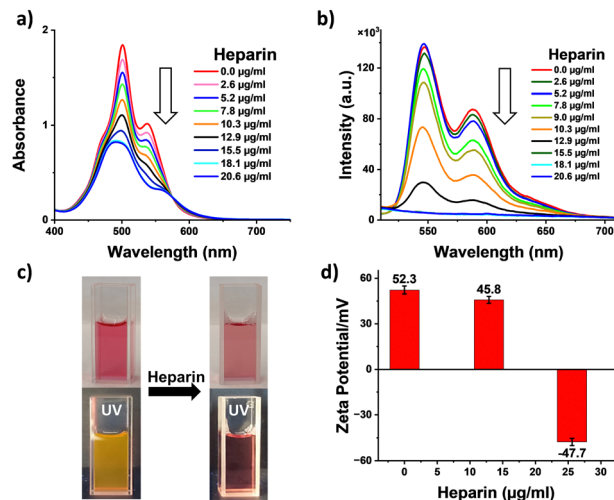 a)
Absorbance
2
1
0
400
500
600
700
Wavelength (nm)
Heparin
0.0 µg/ml
2.6 µg/ml
5.2 µg/ml
7.8 µg/ml
10.3 µg/ml
12.9 µg/ml
15.5 µg/ml
18.1 µg/ml
20.6 µg/ml
b)
×10³
Intensity (a.u.)
120
80
40
0
550
600
650
700
Wavelength (nm)
Heparin
0.0 µg/ml
2.6 µg/ml
5.2 µg/ml
7.8 µg/ml
9.0 µg/ml
10.3 µg/ml
12.9 µg/ml
15.5 µg/ml
18.1 µg/ml
20.6 µg/ml
c)
Heparin
UV
UV
d)
Zeta Potential/mV
60
30
0
−30
−60
52.3
45.8
-47.7
0
5
10
15
20
25
30
Heparin (µg/ml)